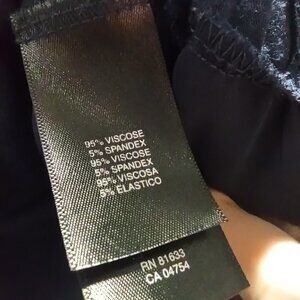 95% VISCOSE
5% SPANDEX
95% VISCOSE
5% SPANDEX
95% VISCOSA
5% ELASTICO
RN 81633
CA 04754